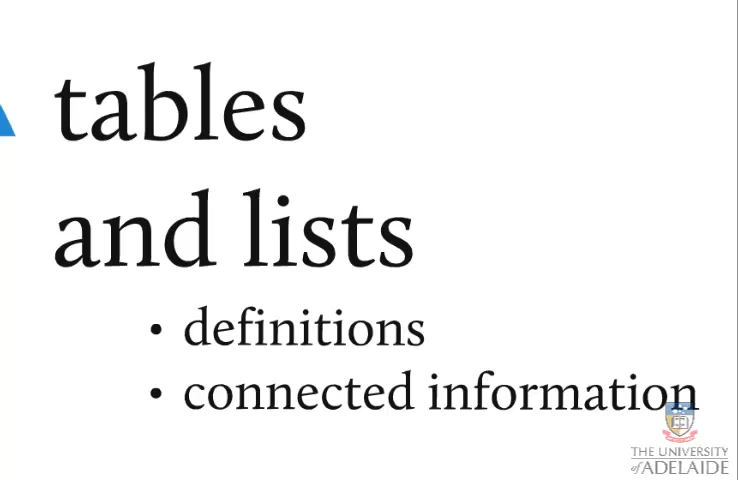 tables
and lists
• definitions
• connected information
THE UNIVERSITY
of ADELAIDE